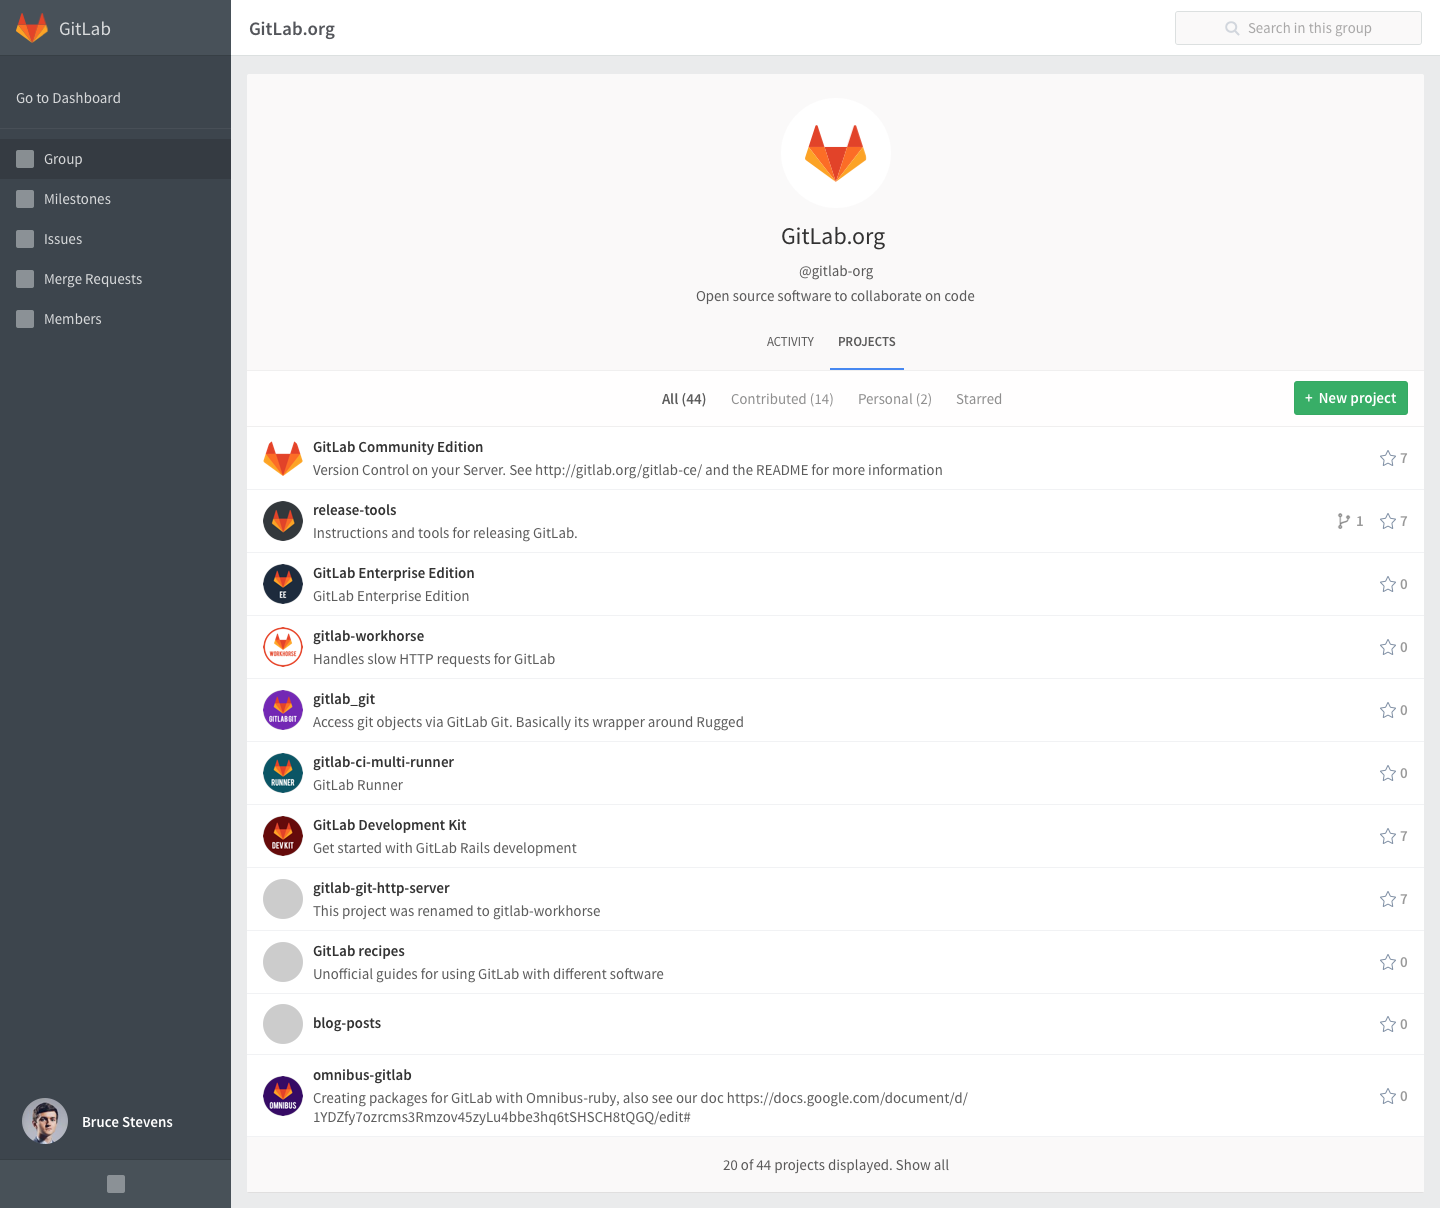 GitLab
GitLab.org
Search in this group
Go to Dashboard
Group
Milestones
Issues
Merge Requests
Members
GitLab.org
@gitlab-org
Open source software to collaborate on code
ACTIVITY PROJECTS
All (44) Contributed (14) Personal (2) Starred
+ New project
GitLab Community Edition
Version Control on your Server. See http://gitlab.org/gitlab-ce/ and the README for more information
7
release-tools
Instructions and tools for releasing GitLab.
1 7
EE
GitLab Enterprise Edition
GitLab Enterprise Edition
0
WORKHORSE
gitlab-workhorse
Handles slow HTTP requests for GitLab
0
GITLAB GIT
gitlab_git
Access git objects via GitLab Git. Basically its wrapper around Rugged
0
RUNNER
gitlab-ci-multi-runner
GitLab Runner
0
DEV KIT
GitLab Development Kit
Get started with GitLab Rails development
7
gitlab-git-http-server
This project was renamed to gitlab-workhorse
7
GitLab recipes
Unofficial guides for using GitLab with different software
0
blog-posts
0
OMNIBUS
omnibus-gitlab
Creating packages for GitLab with Omnibus-ruby, also see our doc https://docs.google.com/document/d/
1YDZfy7ozrcms3Rmzov45zyLu4bbe3hq6tSHSCH8tQGQ/edit#
0
20 of 44 projects displayed. Show all
Bruce Stevens